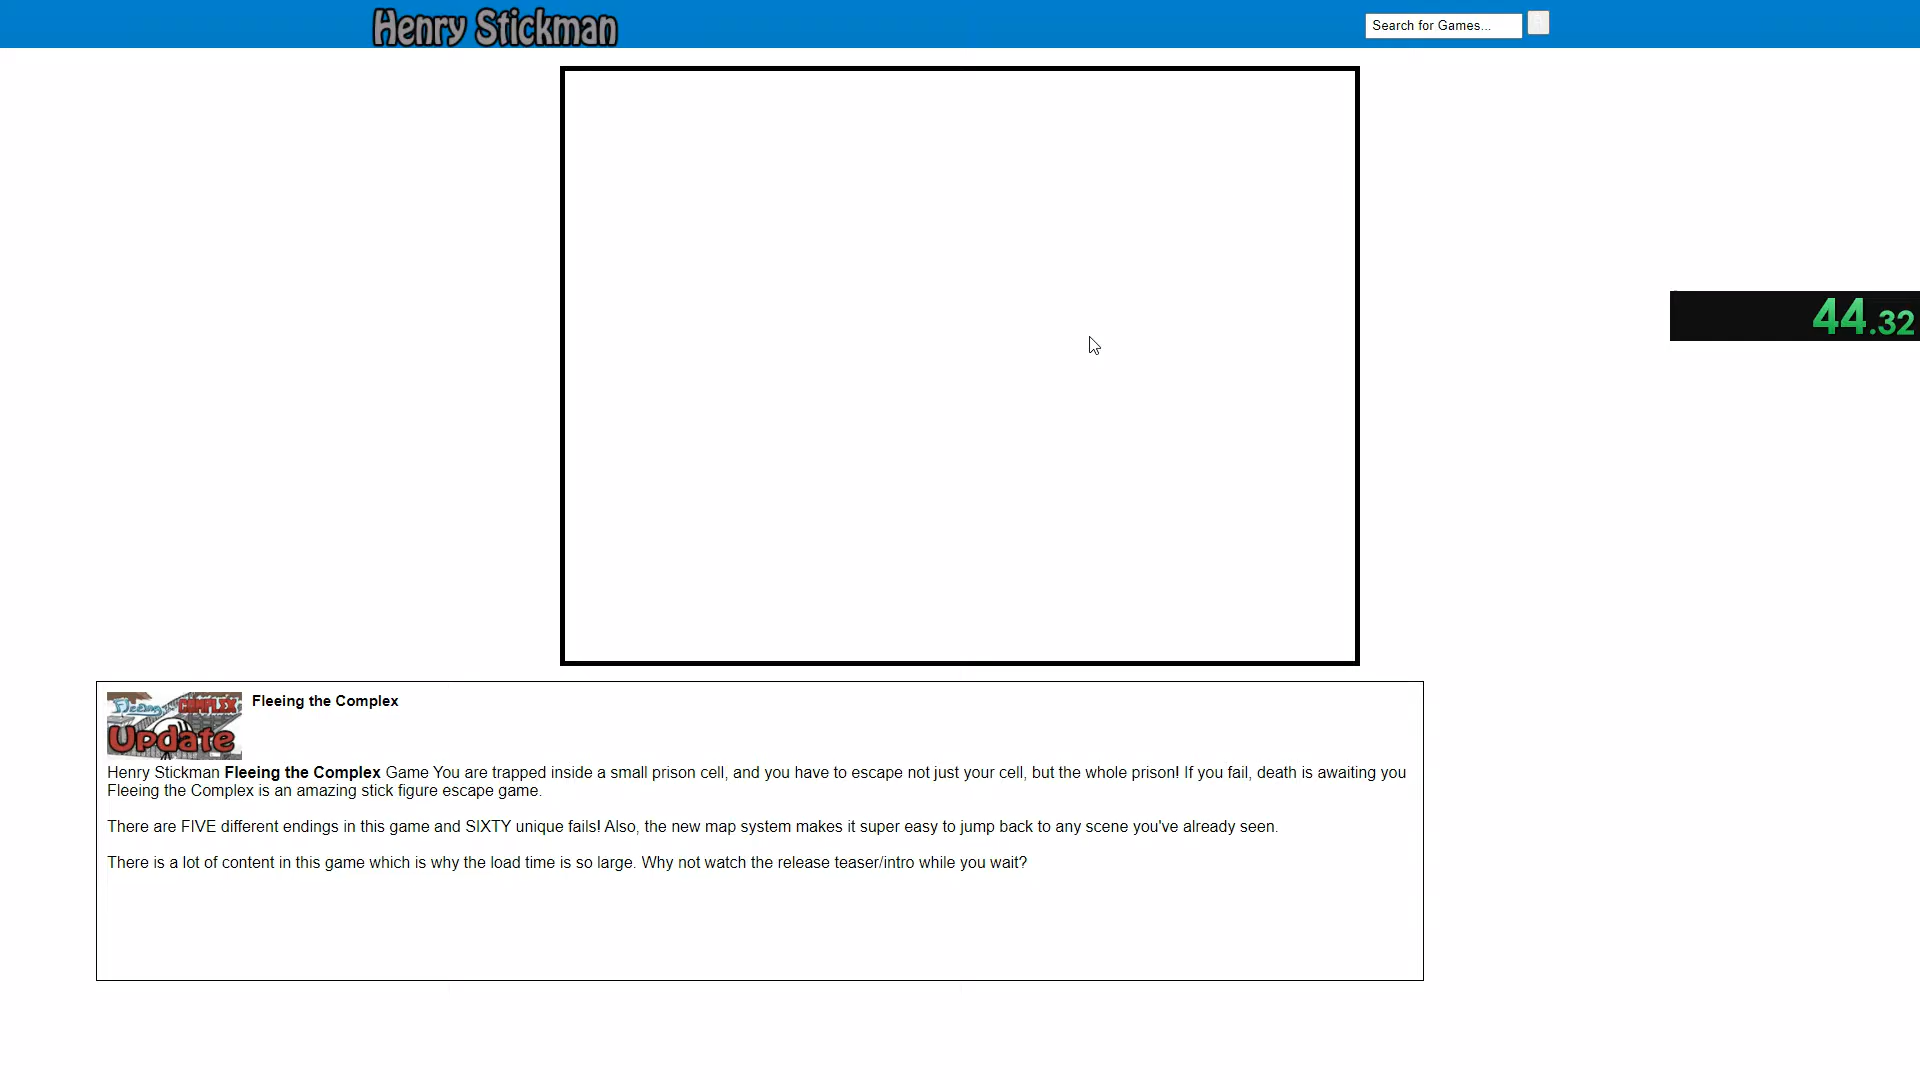 Henry Stickman
Search for Games...
44.32
Fleeing the COMPLEX
Update
Fleeing the Complex
Henry Stickman Fleeing the Complex Game You are trapped inside a small prison cell, and you have to escape not just your cell, but the whole prison! If you fail, death is awaiting you
Fleeing the Complex is an amazing stick figure escape game.
There are FIVE different endings in this game and SIXTY unique fails! Also, the new map system makes it super easy to jump back to any scene you've already seen.
There is a lot of content in this game which is why the load time is so large. Why not watch the release teaser/intro while you wait?